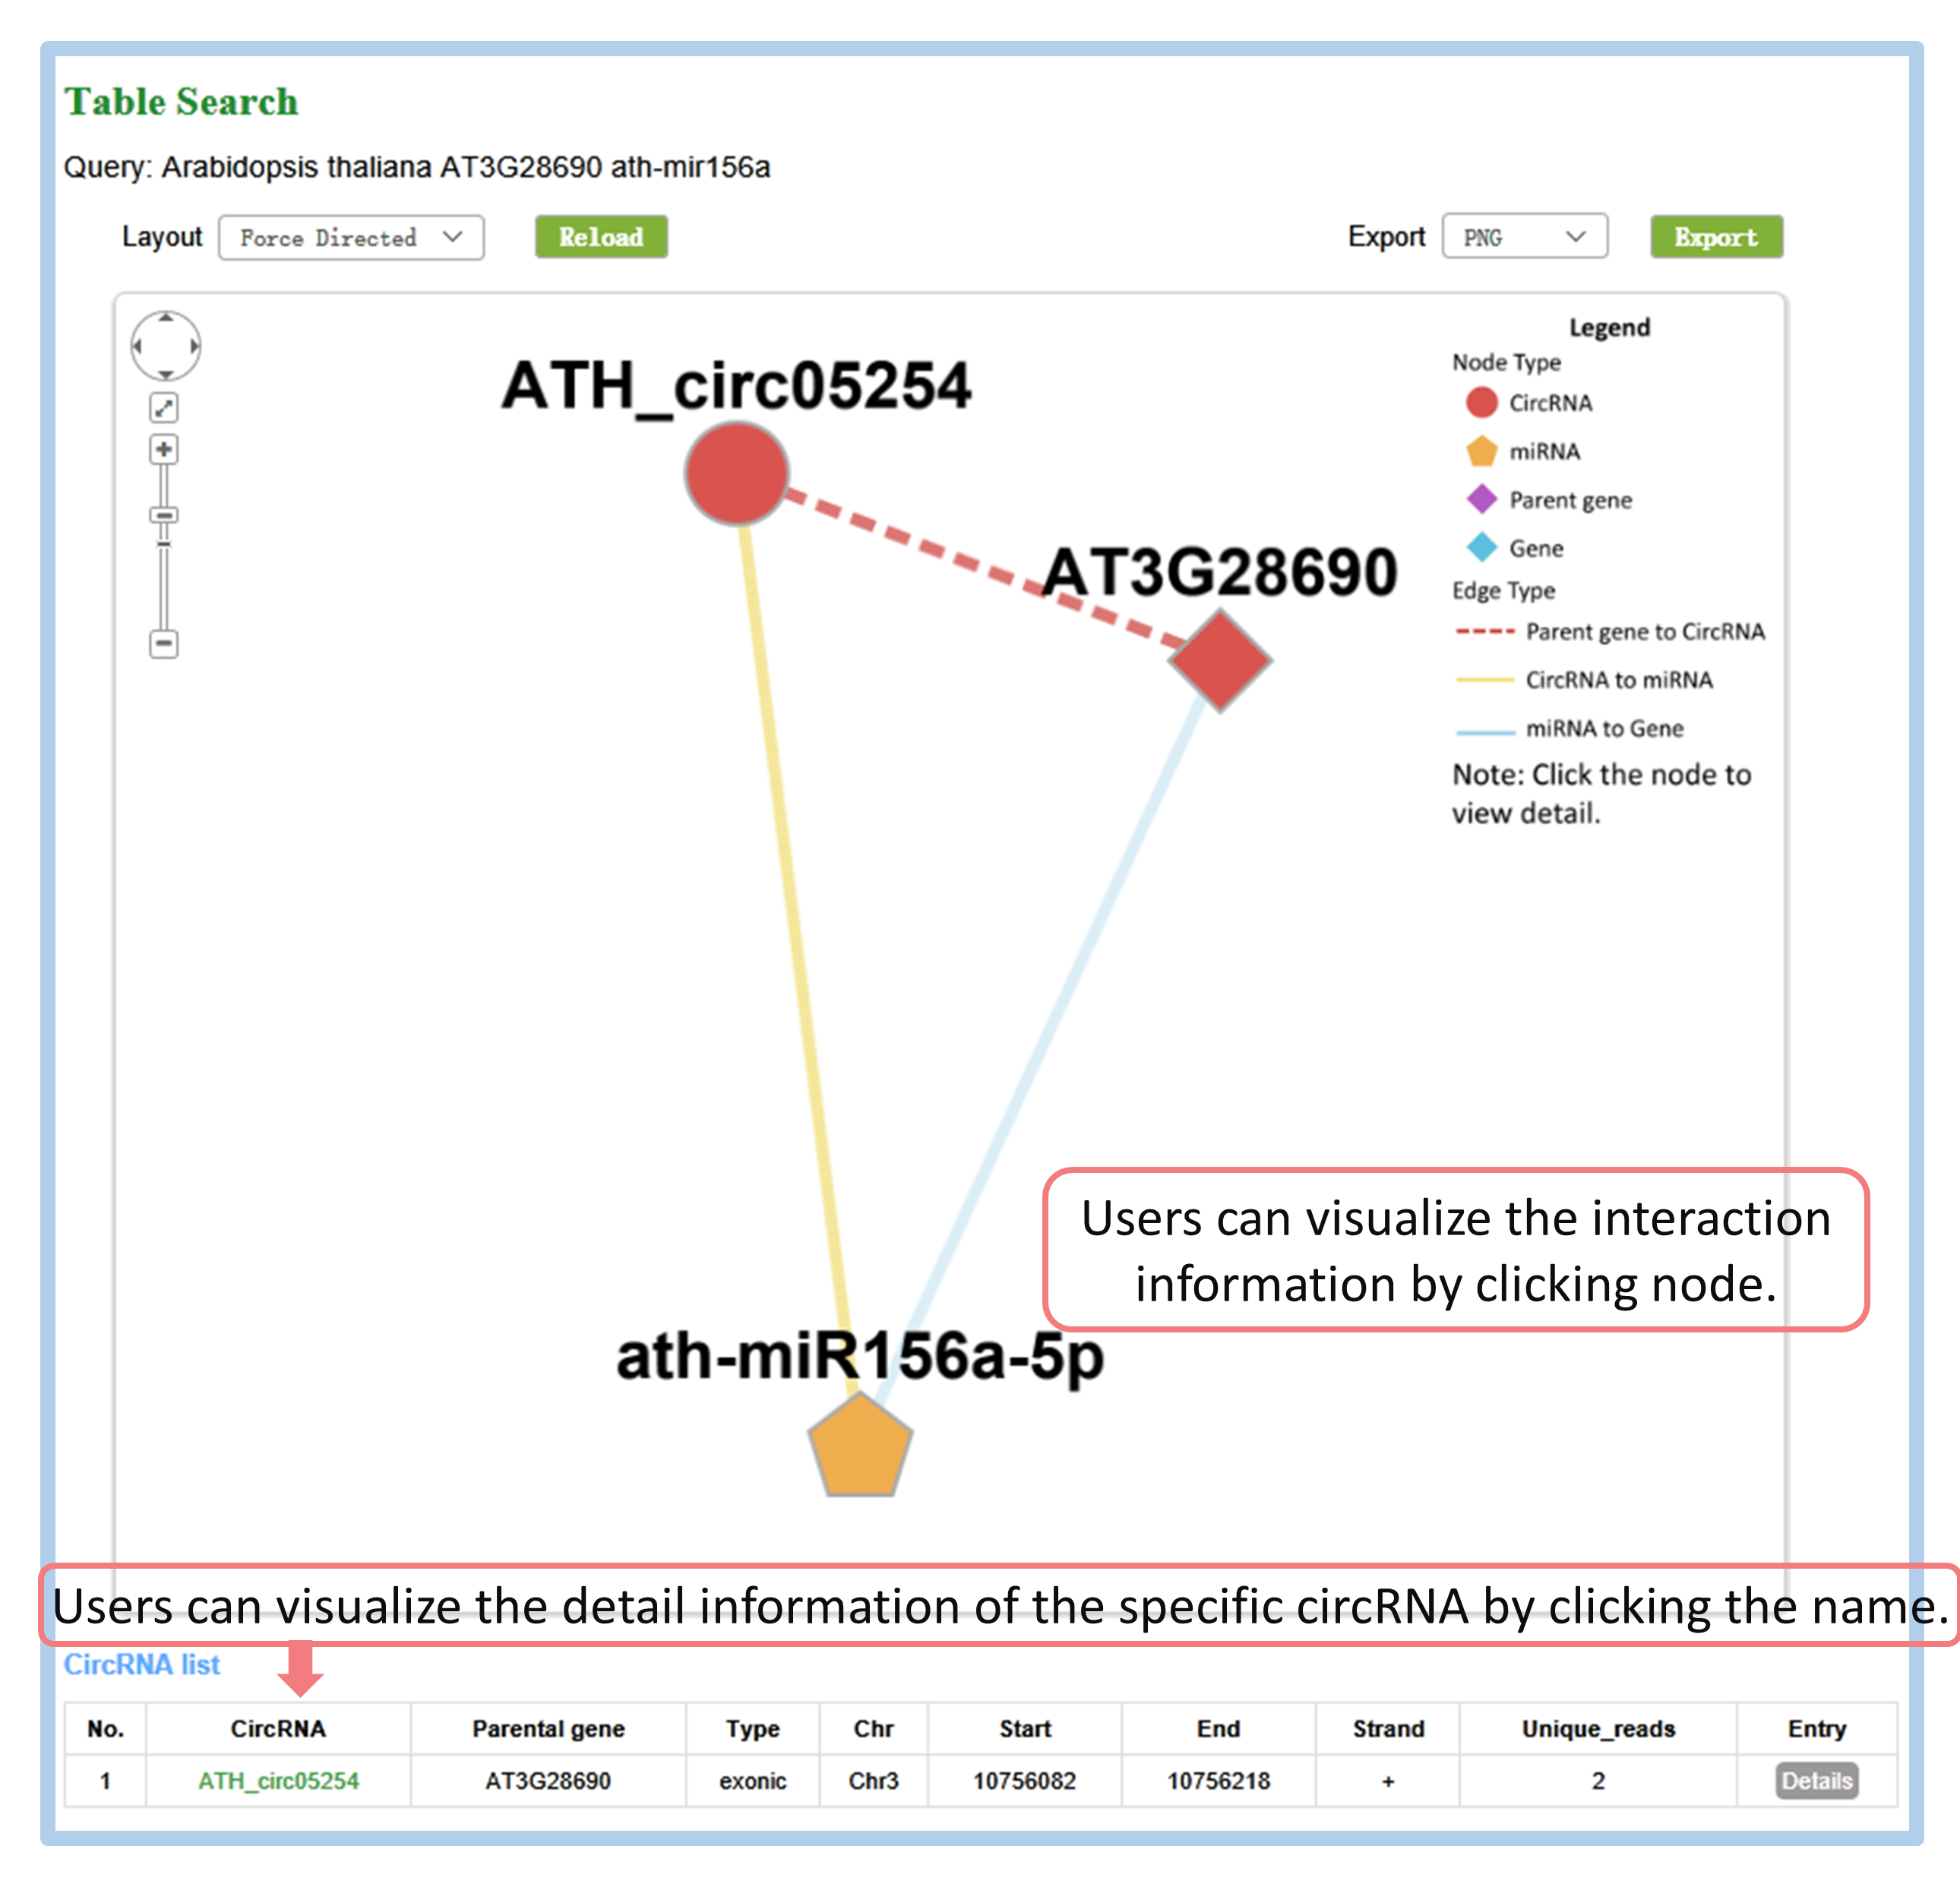 Table Search
Query: Arabidopsis thaliana AT3G28690 ath-mir156a
Layout Force Directed Reload Export PNG Export
Legend
Node Type
CircRNA
miRNA
Parent gene
Gene
Edge Type
Parent gene to CircRNA
CircRNA to miRNA
miRNA to Gene
Note: Click the node to
view detail.
ATH_circ05254
AT3G28690
ath-miR156a-5p
Users can visualize the interaction
information by clicking node.
Users can visualize the detail information of the specific circRNA by clicking the name.
CircRNA list
No. CircRNA Parental gene Type Chr Start End Strand Unique_reads Entry
1 ATH_circ05254 AT3G28690 exonic Chr3 10756082 10756218 + 2 Details